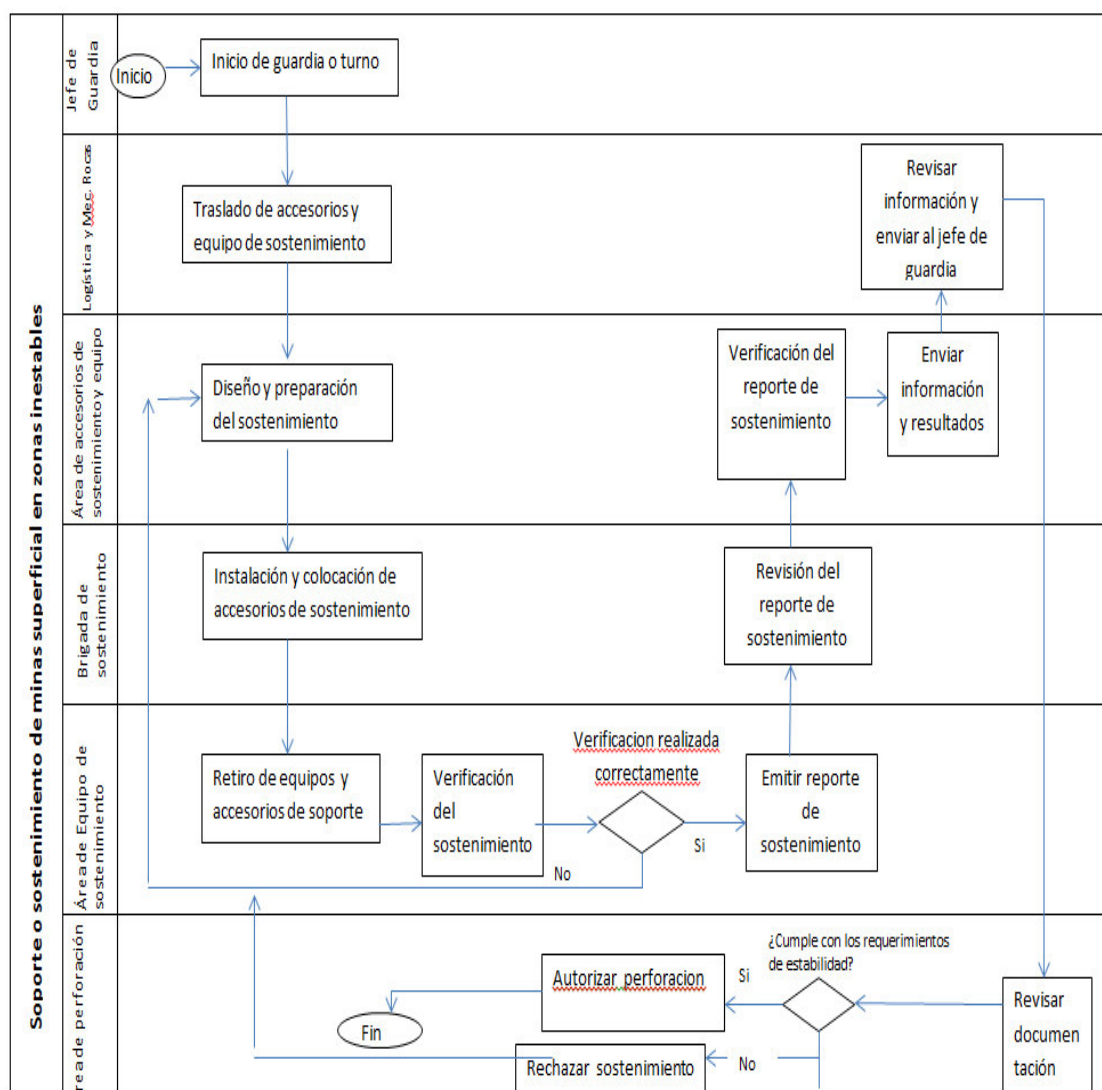 Soporte o sostenimiento de minas superficial en zonas inestables
Jefe de
Guardia
Inicio
Inicio de guardia o turno
Logística y Mec. Rocas
Traslado de accesorios y
equipo de sostenimiento
Revisar
información y
enviar al jefe de
guardia
Área de accesorios de
sostenimiento y equipo
Diseño y preparación
del sostenimiento
Verificación del
reporte de
sostenimiento
Enviar
información
y resultados
Brigada de
sostenimiento
Instalación y colocación de
accesorios de sostenimiento
Revisión del
reporte de
sostenimiento
Área de Equipo de
sostenimiento
Retiro de equipos y
accesorios de soporte
Verificación
del
sostenimiento
Verificacion realizada
correctamente
Si
No
Emitir reporte
de
sostenimiento
rea de perforación
¿Cumple con los requerimientos
de estabilidad?
Autorizar perforacion
Si
Revisar
documen
tación
Fin
Rechazar sostenimiento
No